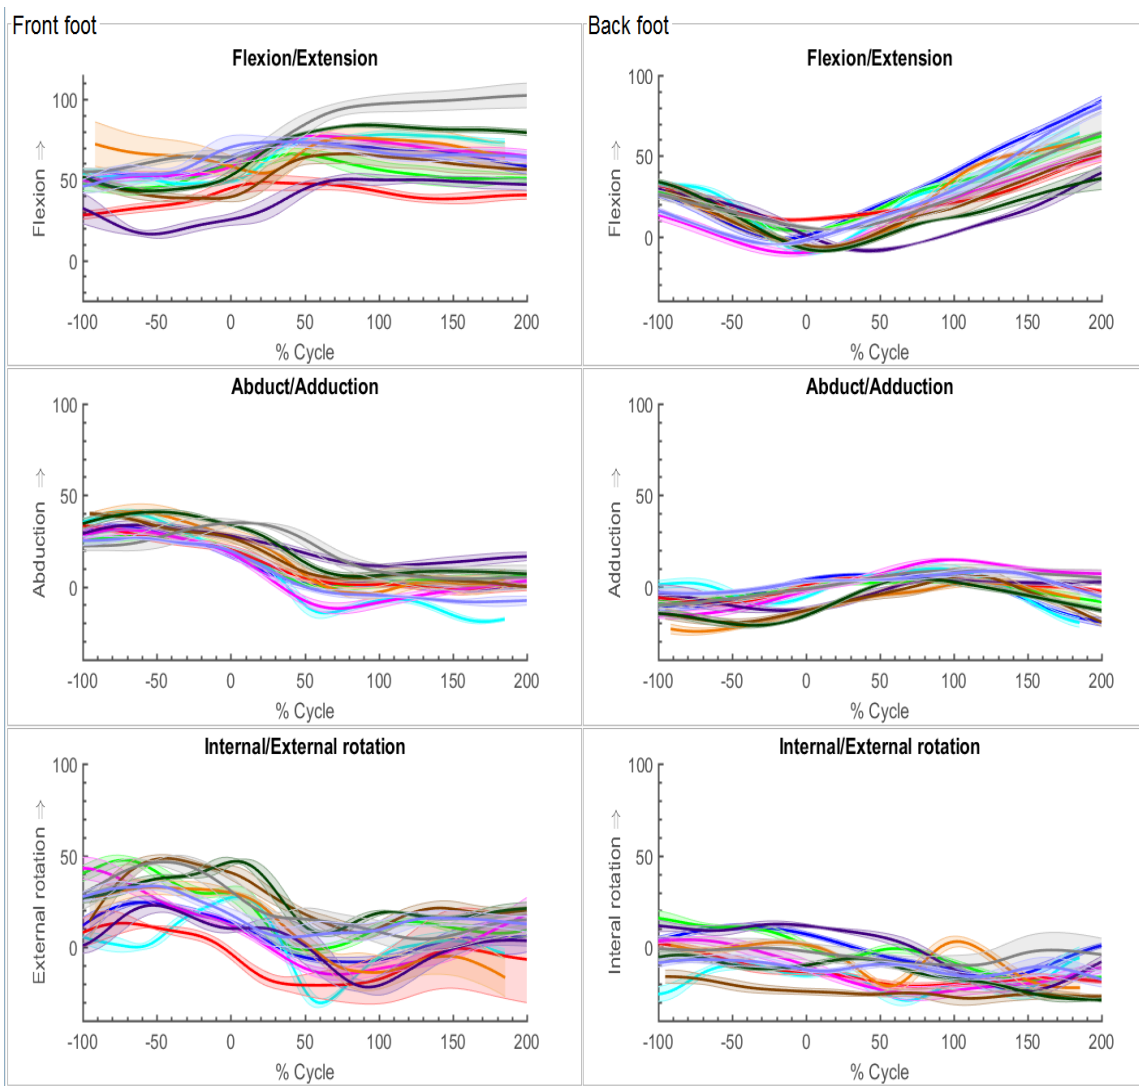 Front foot
Back foot
Flexion/Extension
Flexion ⇒
100
50
0
-100 -50 0 50 100 150 200
% Cycle
Flexion/Extension
Flexion ⇒
100
50
0
-100 -50 0 50 100 150 200
% Cycle
Abduct/Adduction
Abduction ⇒
100
50
0
-100 -50 0 50 100 150 200
% Cycle
Abduct/Adduction
Adduction ⇒
100
50
0
-100 -50 0 50 100 150 200
% Cycle
Internal/External rotation
External rotation ⇒
100
50
0
-100 -50 0 50 100 150 200
% Cycle
Internal/External rotation
Interal rotation ⇒
100
50
0
-100 -50 0 50 100 150 200
% Cycle